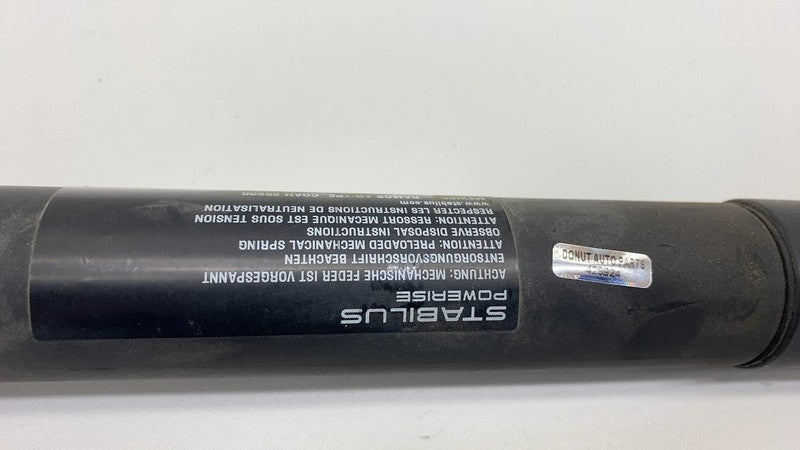 STABILUS
POWERISE
ACHTUNG: MECHANISCHE FEDER IST VORGESPANNT
ENTSORGUNGSVORSCHRIFT BEACHTEN
ATTENTION: PRELOADED MECHANICAL SPRING
OBSERVE DISPOSAL INSTRUCTIONS
ATTENTION: RESSORT MECANIQUE EST SOUS TENSION
RESPECTER LES INSTRUCTIONS DE NEUTRALISATION
www.stabilus.com
DONUT AUTO PARTS